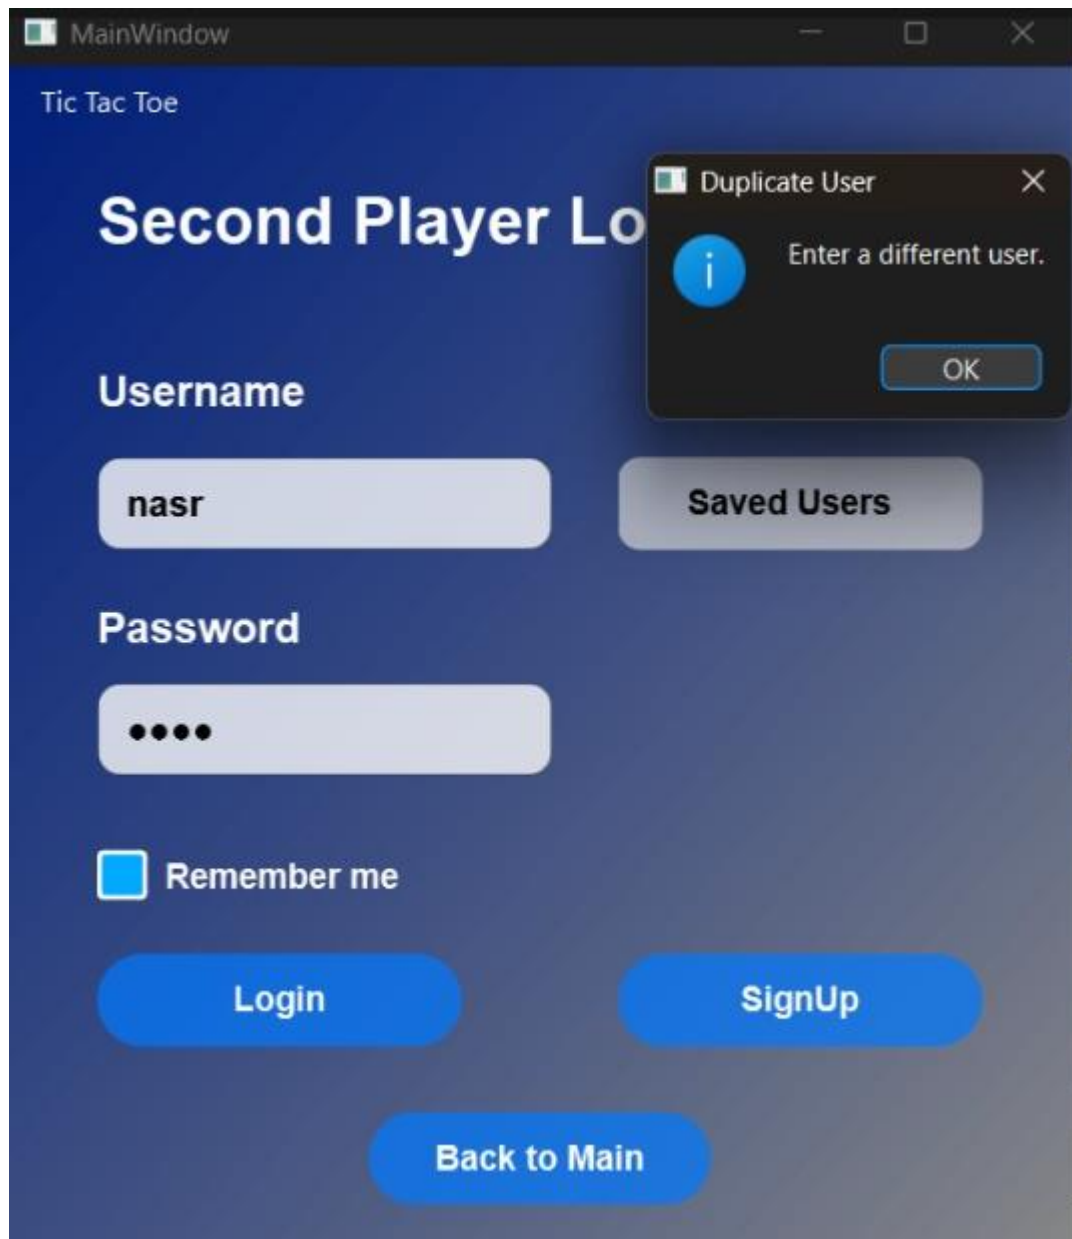 MainWindow
Tic Tac Toe
Second Player Lo
Duplicate User
Enter a different user.
OK
Username
nasr
Saved Users
Password
Remember me
Login
SignUp
Back to Main